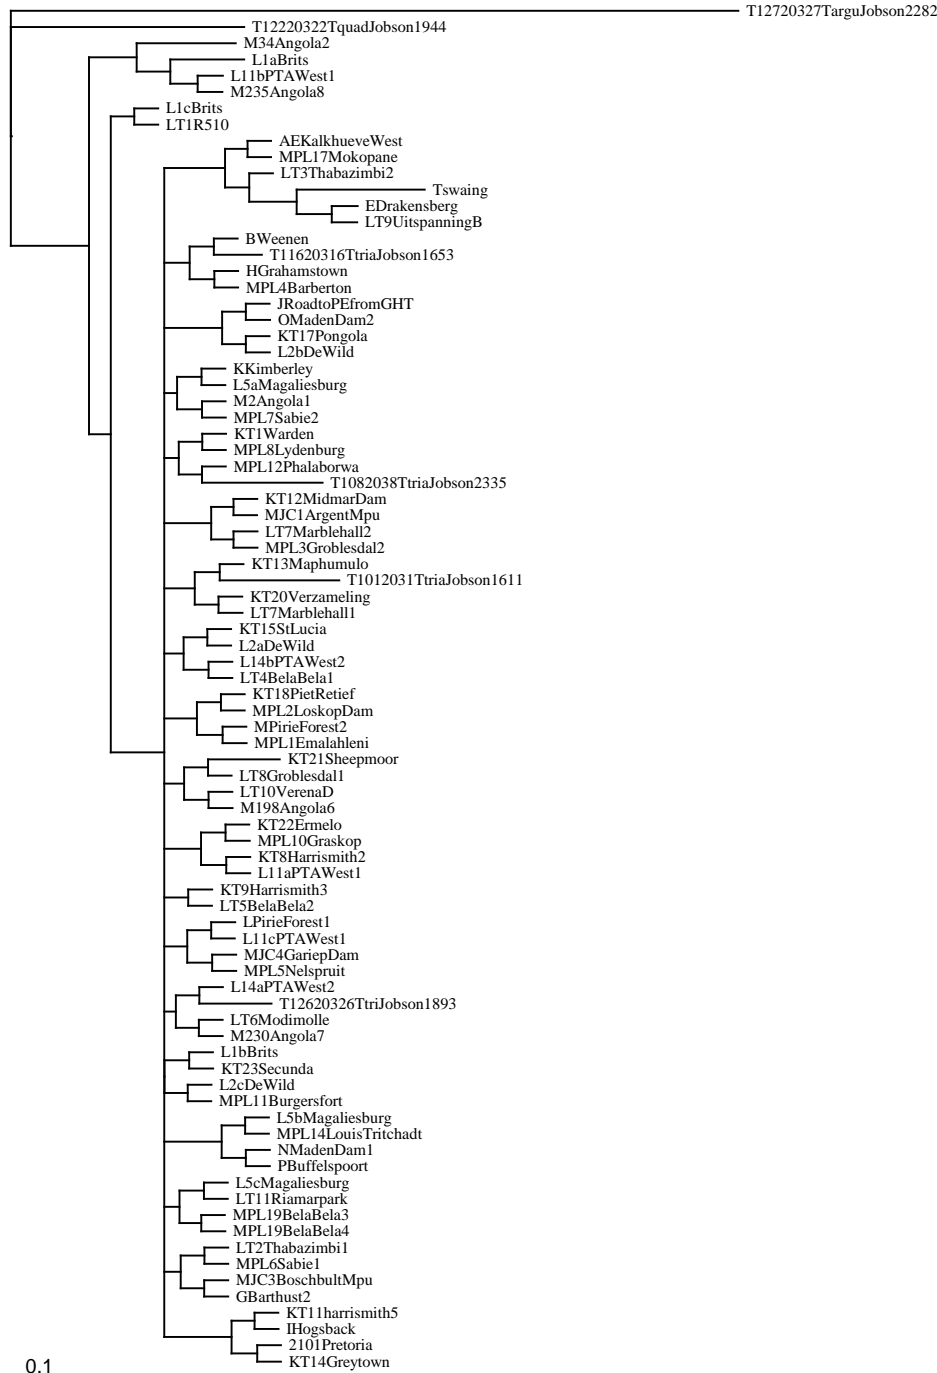 T12720327TarguJobson2282
T12220322TquadJobson1944
M34Angola2
L1aBrits
L11bPTAWest1
M235Angola8
L1cBrits
LT1R510
AEKalkhueveWest
MPL17Mokopane
LT3Thabazimbi2
Tswaing
EDrakensberg
LT9UitspanningB
BWeenen
T11620316TtriaJobson1653
HGrahamstown
MPL4Barberton
JRoadtoPEfromGHT
OMadenDam2
KT17Pongola
L2bDeWild
KKimberley
L5aMagaliesburg
M2Angola1
MPL7Sabie2
KT1Warden
MPL8Lydenburg
MPL12Phalaborwa
T1082038TtriaJobson2335
KT12MidmarDam
MJC1ArgentMpu
LT7Marblehall2
MPL3Groblesdal2
KT13Maphumulo
T1012031TtriaJobson1611
KT20Verzameling
LT7Marblehall1
KT15StLucia
L2aDeWild
L14bPTAWest2
LT4BelaBela1
KT18PietRetief
MPL2LoskopDam
MPirieForest2
MPL1Emalahleni
KT21Sheepmoor
LT8Groblesdal1
LT10VerenaD
M198Angola6
KT22Ermelo
MPL10Graskop
KT8Harrismith2
L11aPTAWest1
KT9Harrismith3
LT5BelaBela2
LPirieForest1
L11cPTAWest1
MJC4GariepDam
MPL5Nelspruit
L14aPTAWest2
T12620326TtriJobson1893
LT6Modimolle
M230Angola7
L1bBrits
KT23Secunda
L2cDeWild
MPL11Burgersfort
L5bMagaliesburg
MPL14LouisTritchadt
NMadenDam1
PBuffelspoort
L5cMagaliesburg
LT11Riamarpark
MPL19BelaBela3
MPL19BelaBela4
LT2Thabazimbi1
MPL6Sabie1
MJC3BoschbultMpu
GBarthust2
KT11harrismith5
IHogsback
2101Pretoria
KT14Greytown
0.1